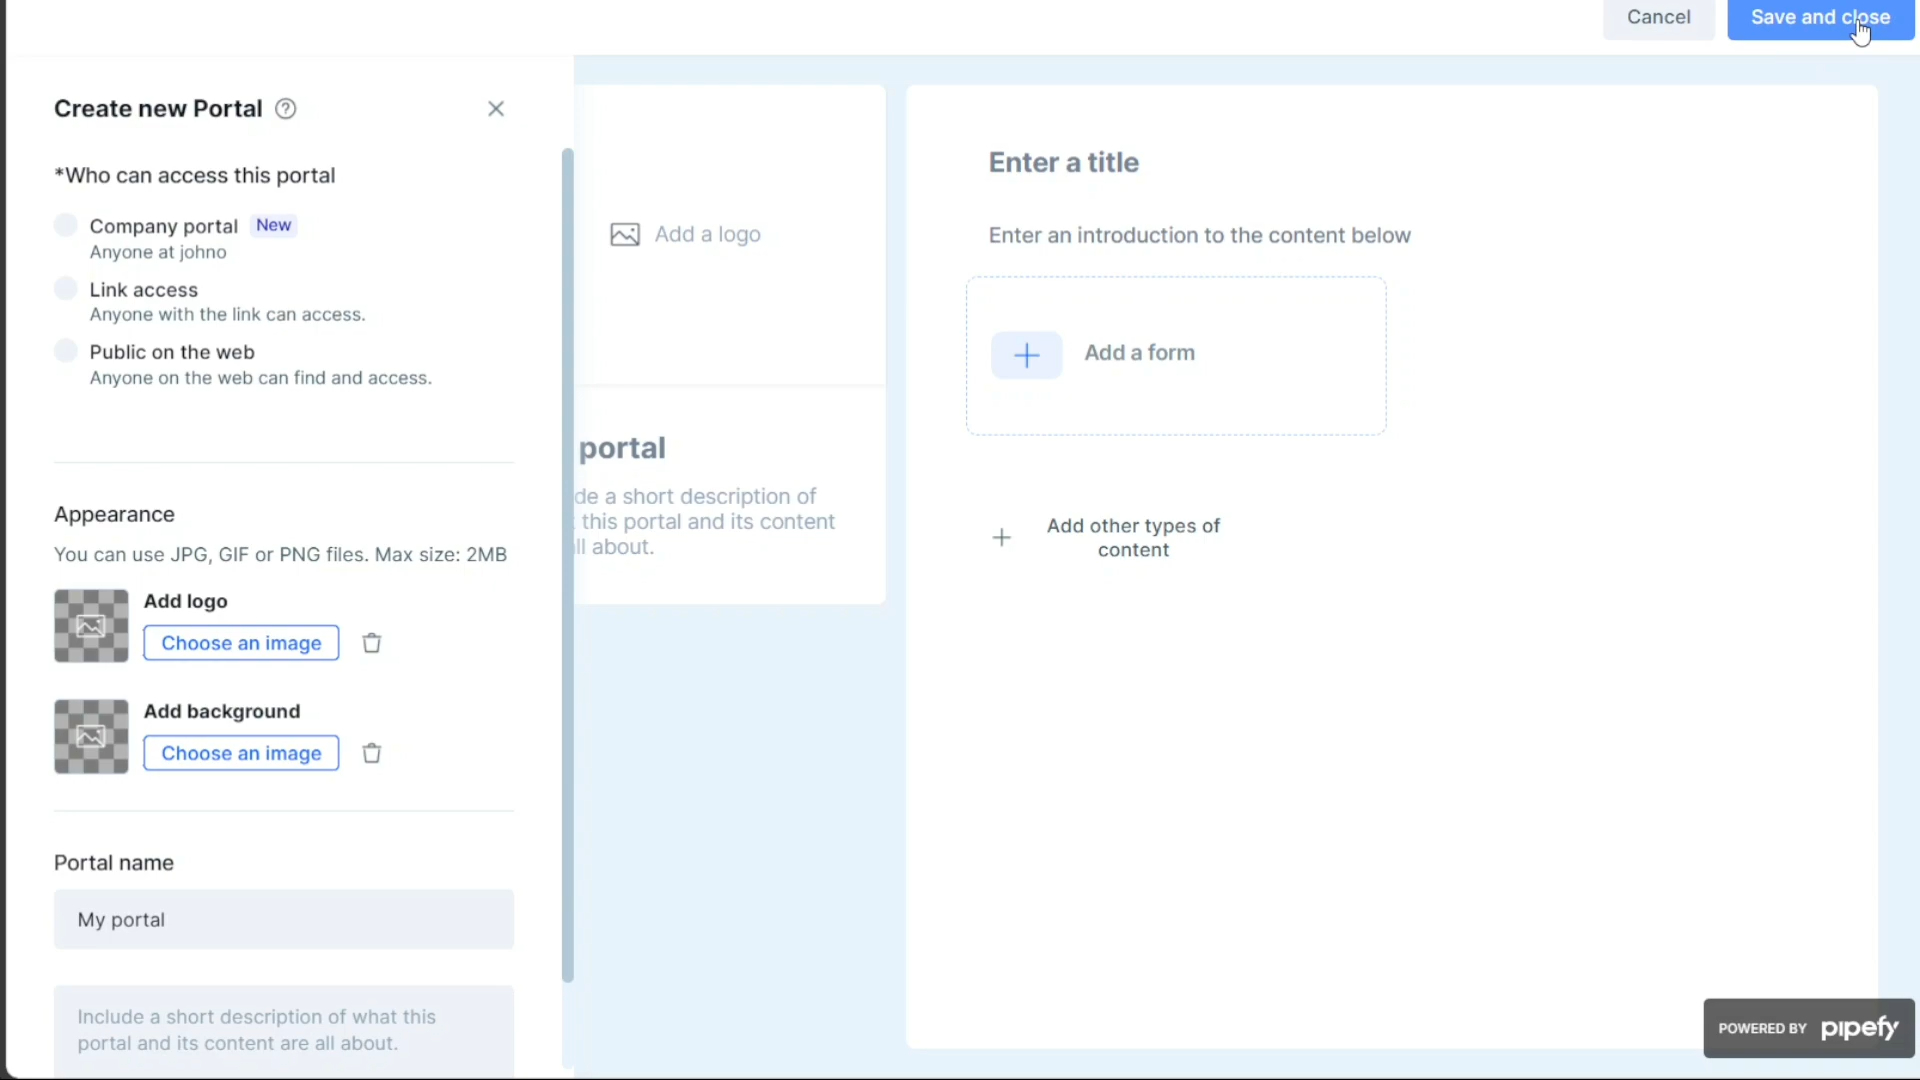 Cancel
Save and close
Create new Portal
*Who can access this portal
Company portal New
Anyone at johno
Link access
Anyone with the link can access.
Public on the web
Anyone on the web can find and access.
Appearance
You can use JPG, GIF or PNG files. Max size: 2MB
Add logo
Choose an image
Add background
Choose an image
Portal name
My portal
Include a short description of what this
portal and its content are all about.
Add a logo
portal
de a short description of
this portal and its content
ll about.
Enter a title
Enter an introduction to the content below
Add a form
Add other types of
content
POWERED BY pipefy